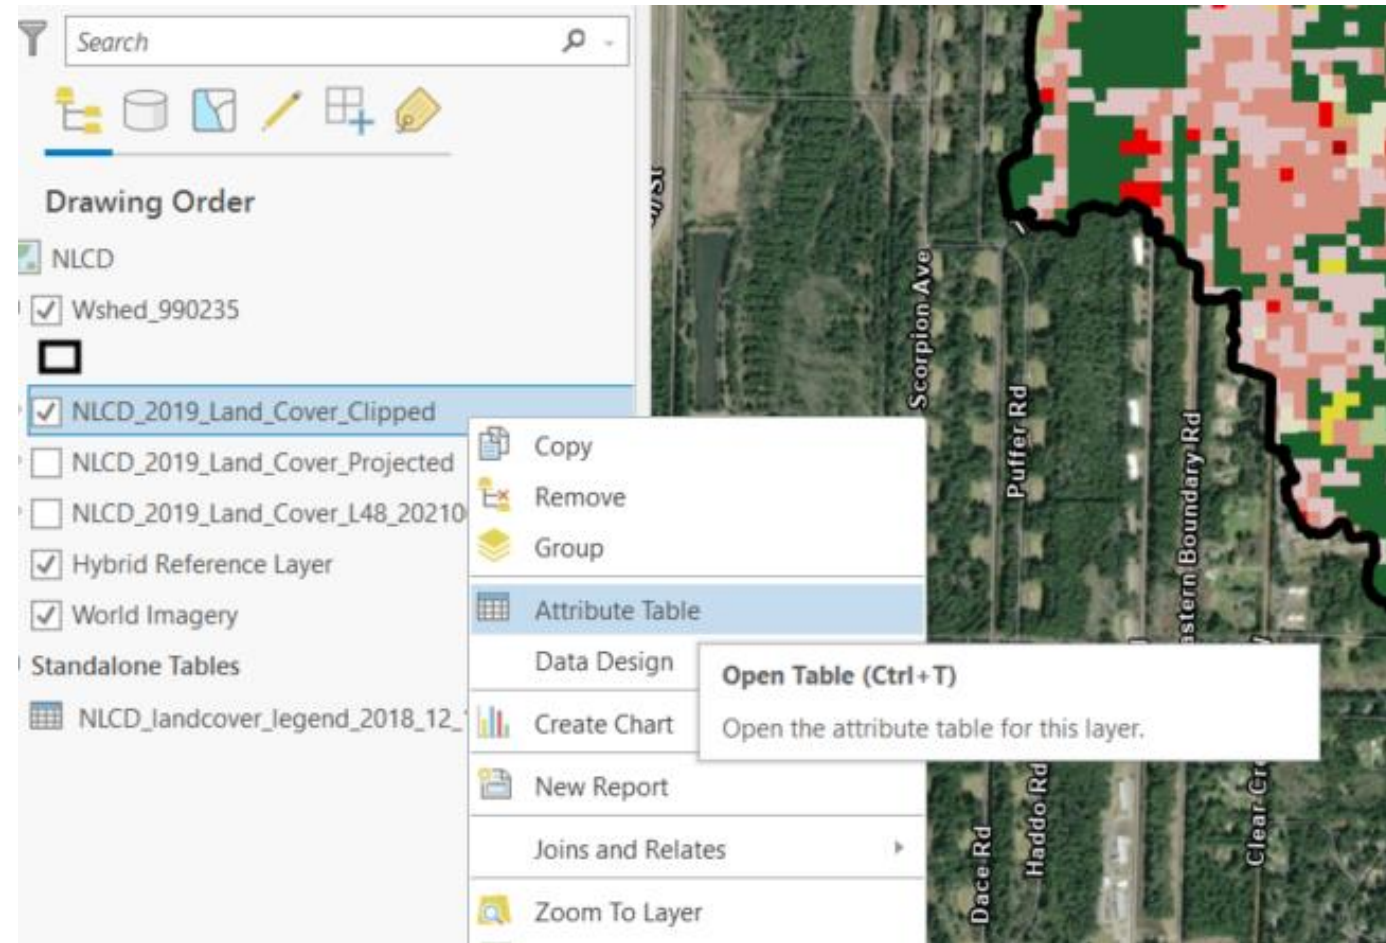 Search
Drawing Order
NLCD
Wshed_990235
NLCD_2019_Land_Cover_Clipped
NLCD_2019_Land_Cover_Projected
NLCD_2019_Land_Cover_L48_2021
Hybrid Reference Layer
World Imagery
Standalone Tables
NLCD_landcover_legend_2018_12_
Copy
Remove
Group
Attribute Table
Data Design
Create Chart
New Report
Joins and Relates
Zoom To Layer
Open Table (Ctrl+T)
Open the attribute table for this layer.
Scorpion Ave
Puffer Rd
astern Boundary Rd
Dace Rd
Haddo Rd
Clear Cr